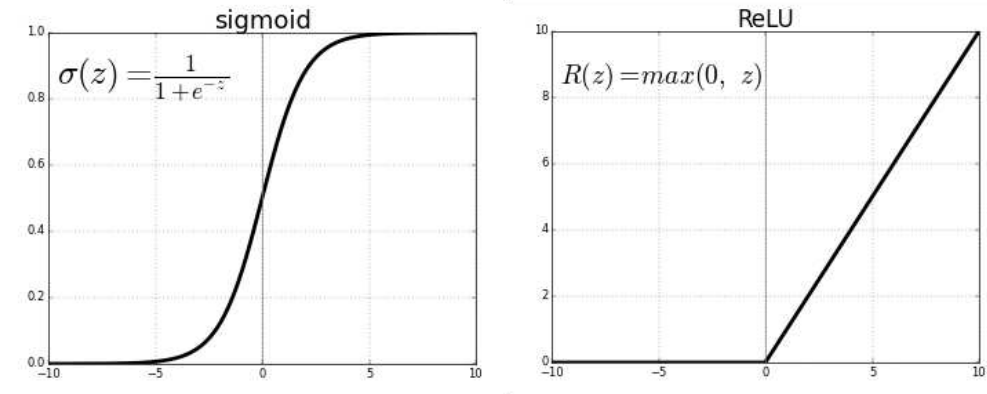 sigmoid
σ(z) = 1 / (1 + e^{-z})
1.0
0.8
0.6
0.4
0.2
0.0
−10 −5 0 5 10
ReLU
R(z) = max(0, z)
10
8
6
4
2
0
−10 −5 0 5 10